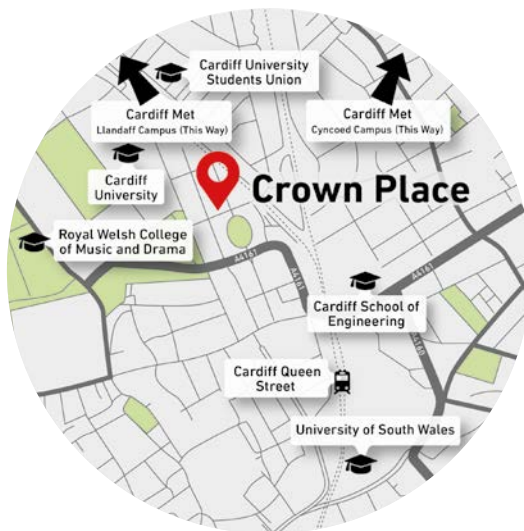 Cardiff University
Students Union
Cardiff Met
Llandaff Campus (This Way)
Cardiff Met
Cyncoed Campus (This Way)
Cardiff
University
Crown Place
Royal Welsh College
of Music and Drama
A4161
A4161
A4161
Cardiff School of
Engineering
A4160
Cardiff Queen
Street
University of South Wales